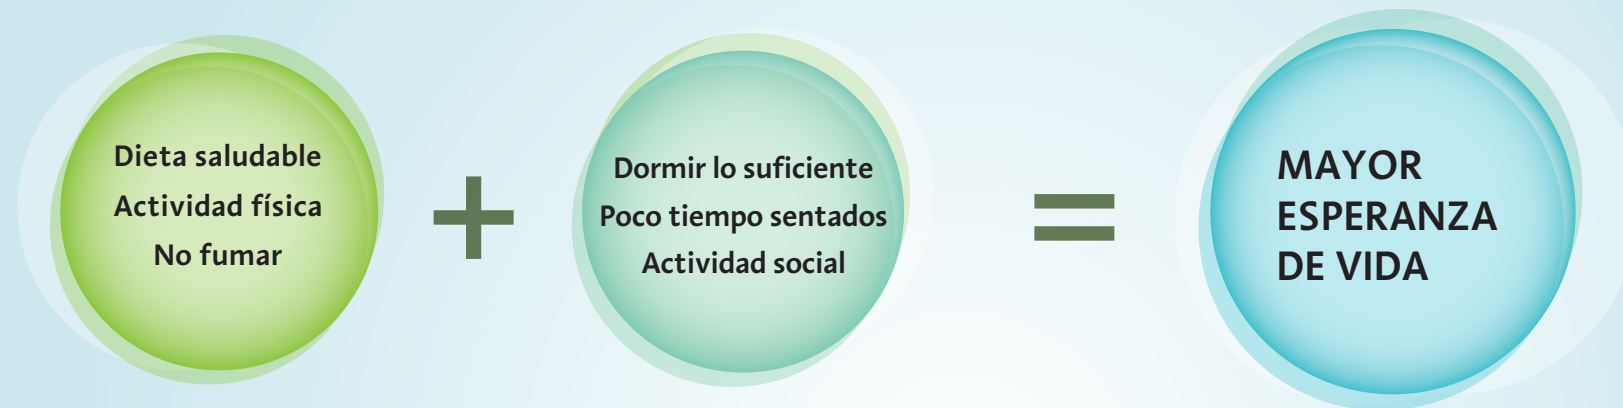 Dieta saludable
Actividad física
No fumar
+
Dormir lo suficiente
Poco tiempo sentados
Actividad social
=
MAYOR
ESPERANZA
DE VIDA